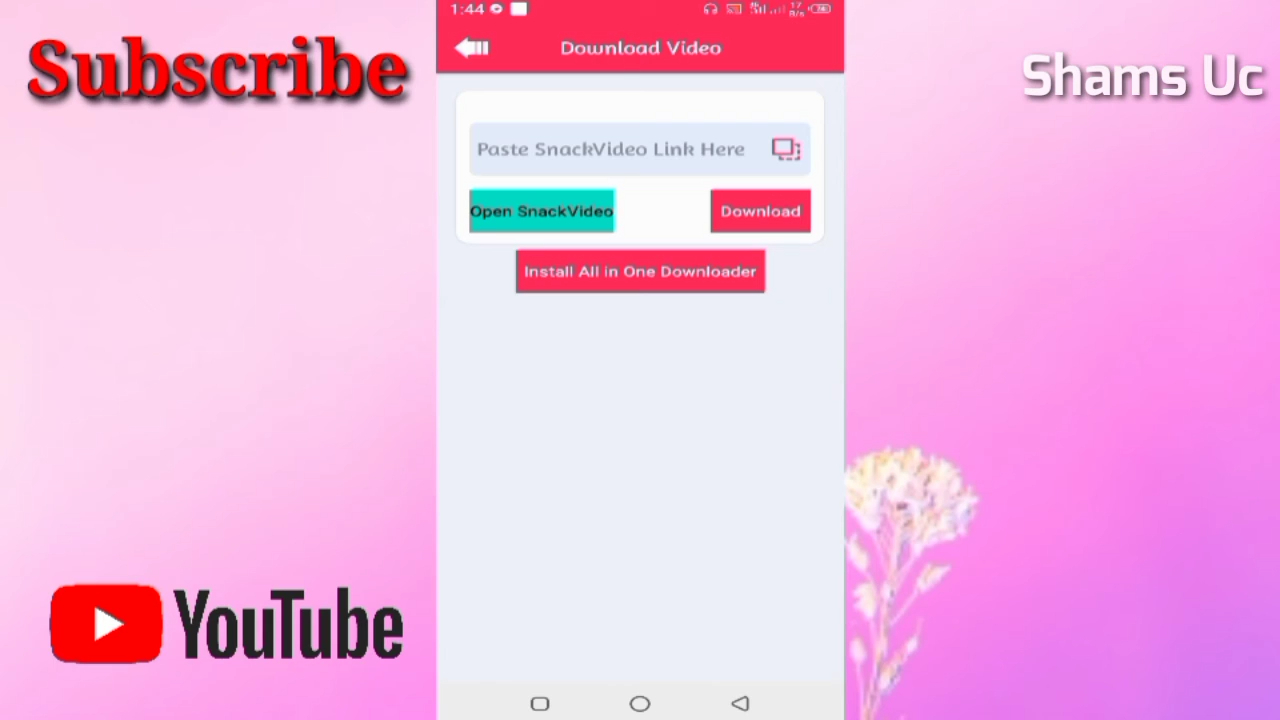 Subscribe
Shams Uc
1:44
Download Video
Paste SnackVideo Link Here
Open SnackVideo
Download
Install All in One Downloader
YouTube